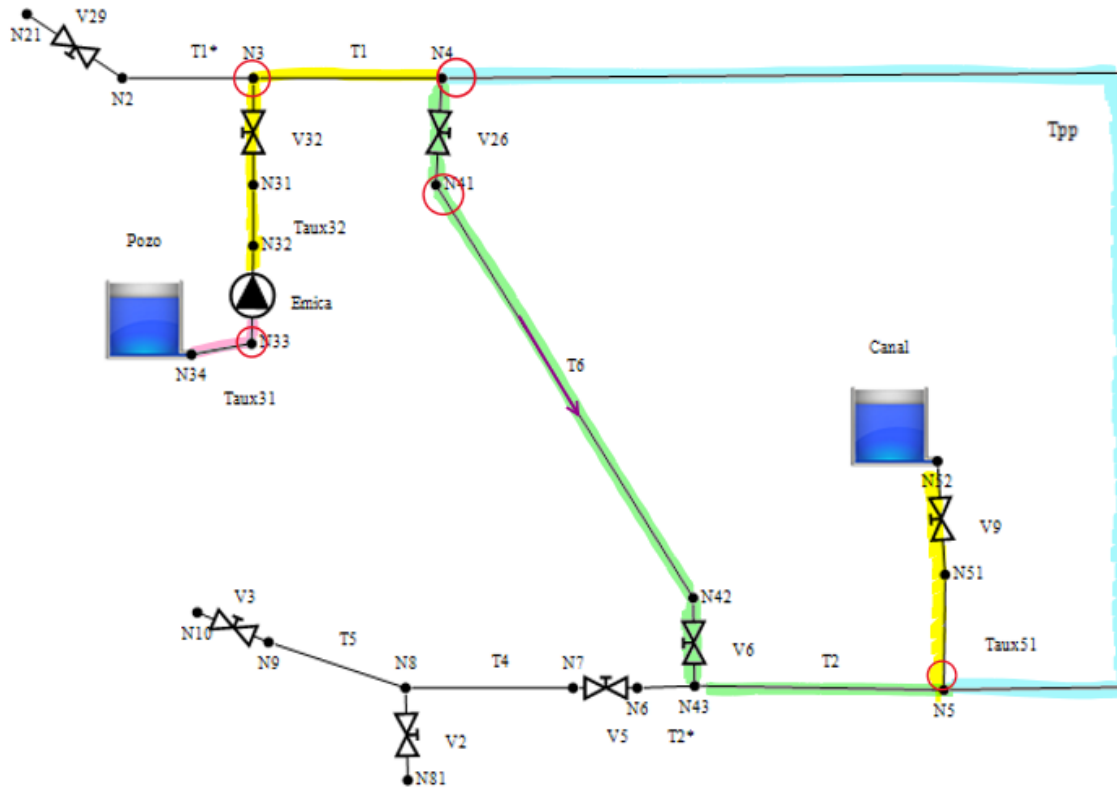 V29
N21
T1*
N3
T1
N4
N2
V32
V26
Tpp
N31
N41
Taux32
Pozo
N32
Emica
N33
N34
Taux31
T6
Canal
N52
V9
N51
N42
V3
N10
N9
T5
N8
T4
N7
V6
T2
Taux51
N6
N43
N5
V2
V5
T2*
N81